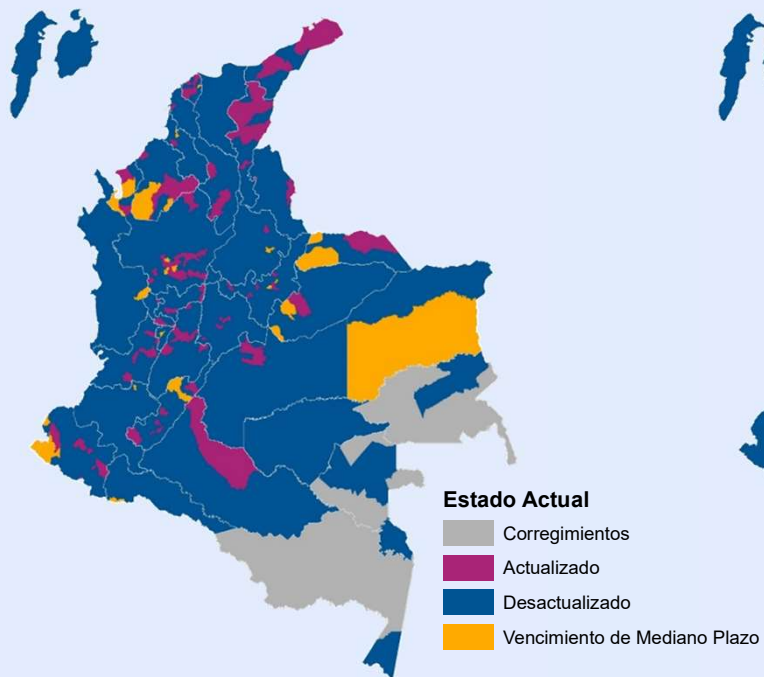 Estado Actual
Corregimientos
Actualizado
Desactualizado
Vencimiento de Mediano Plazo